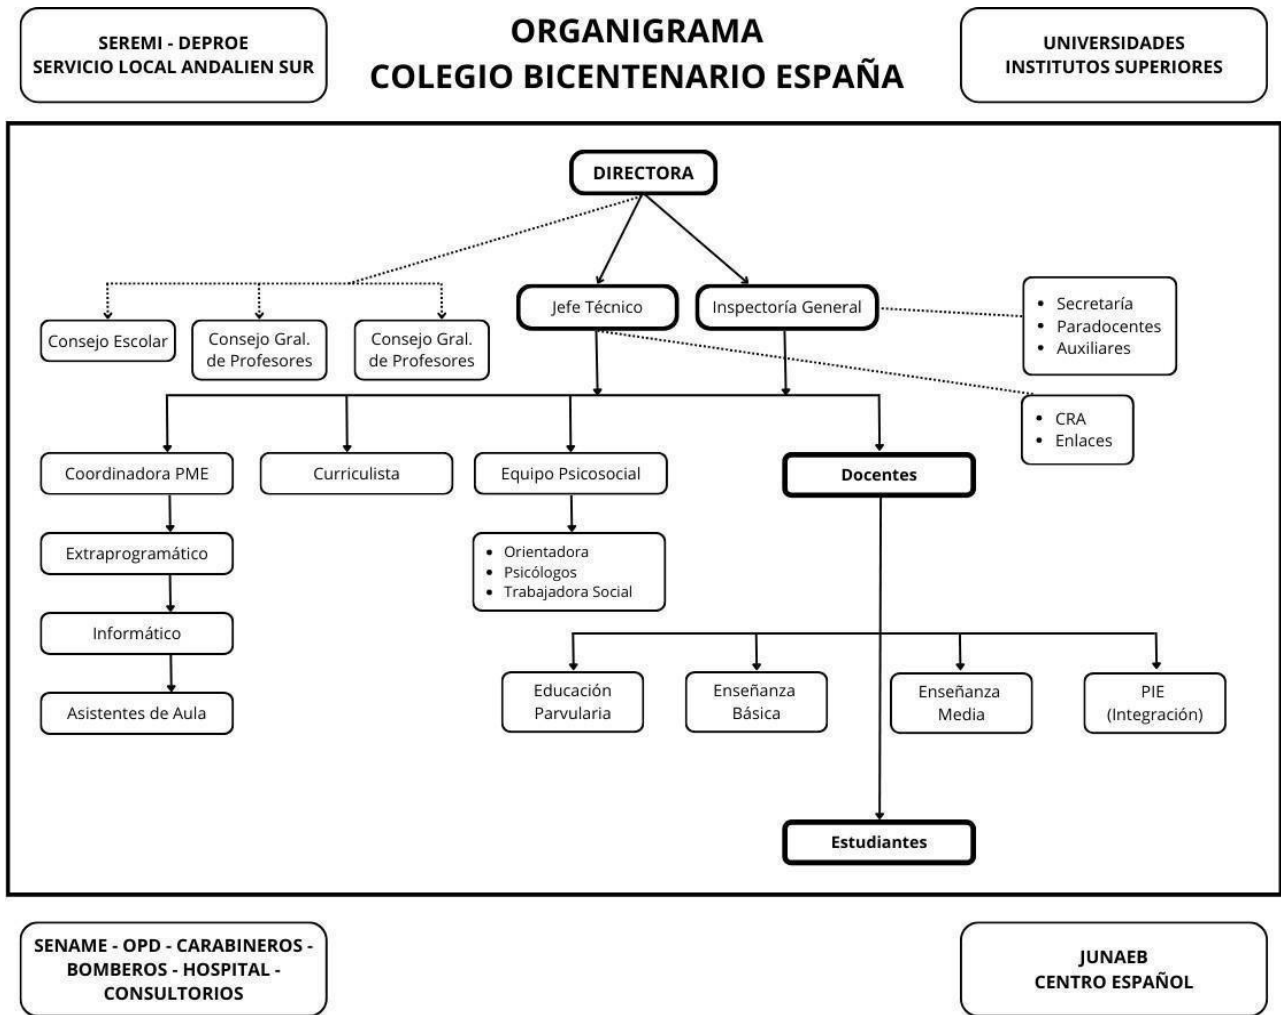 SEREMI - DEPROE
SERVICIO LOCAL ANDALIEN SUR
ORGANIGRAMA
COLEGIO BICENTENARIO ESPAÑA
UNIVERSIDADES
INSTITUTOS SUPERIORES
DIRECTORA
Jefe Técnico
Inspectoría General
• Secretaría
• Paradocentes
• Auxiliares
Consejo Escolar
Consejo Gral.
de Profesores
Consejo Gral.
de Profesores
• CRA
• Enlaces
Coordinadora PME
Curriculista
Equipo Psicosocial
Docentes
Extraprogramático
• Orientadora
• Psicólogos
• Trabajadora Social
Informático
Asistentes de Aula
Educación
Parvularia
Enseñanza
Básica
Enseñanza
Media
PIE
(Integración)
Estudiantes
SENAME - OPD - CARABINEROS -
BOMBEROS - HOSPITAL -
CONSULTORIOS
JUNAEB
CENTRO ESPAÑOL